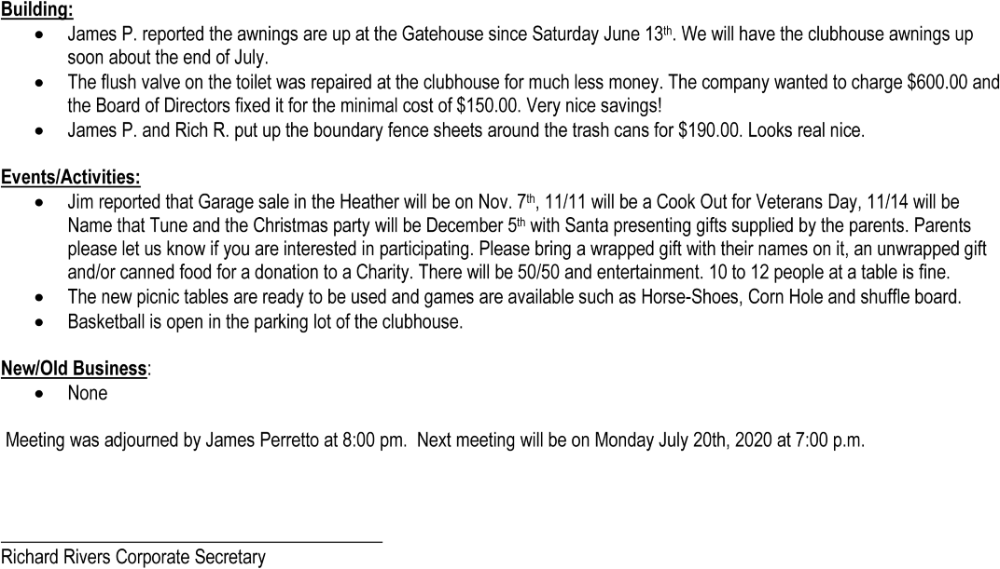 Building:
• James P. reported the awnings are up at the Gatehouse since Saturday June 13th. We will have the clubhouse awnings up
soon about the end of July.
• The flush valve on the toilet was repaired at the clubhouse for much less money. The company wanted to charge $600.00 and
the Board of Directors fixed it for the minimal cost of $150.00. Very nice savings!
• James P. and Rich R. put up the boundary fence sheets around the trash cans for $190.00. Looks real nice.
Events/Activities:
• Jim reported that Garage sale in the Heather will be on Nov. 7th, 11/11 will be a Cook Out for Veterans Day, 11/14 will be
Name that Tune and the Christmas party will be December 5th with Santa presenting gifts supplied by the parents. Parents
please let us know if you are interested in participating. Please bring a wrapped gift with their names on it, an unwrapped gift
and/or canned food for a donation to a Charity. There will be 50/50 and entertainment. 10 to 12 people at a table is fine.
• The new picnic tables are ready to be used and games are available such as Horse-Shoes, Corn Hole and shuffle board.
• Basketball is open in the parking lot of the clubhouse.
New/Old Business:
• None
Meeting was adjourned by James Perretto at 8:00 pm. Next meeting will be on Monday July 20th, 2020 at 7:00 p.m.
Richard Rivers Corporate Secretary